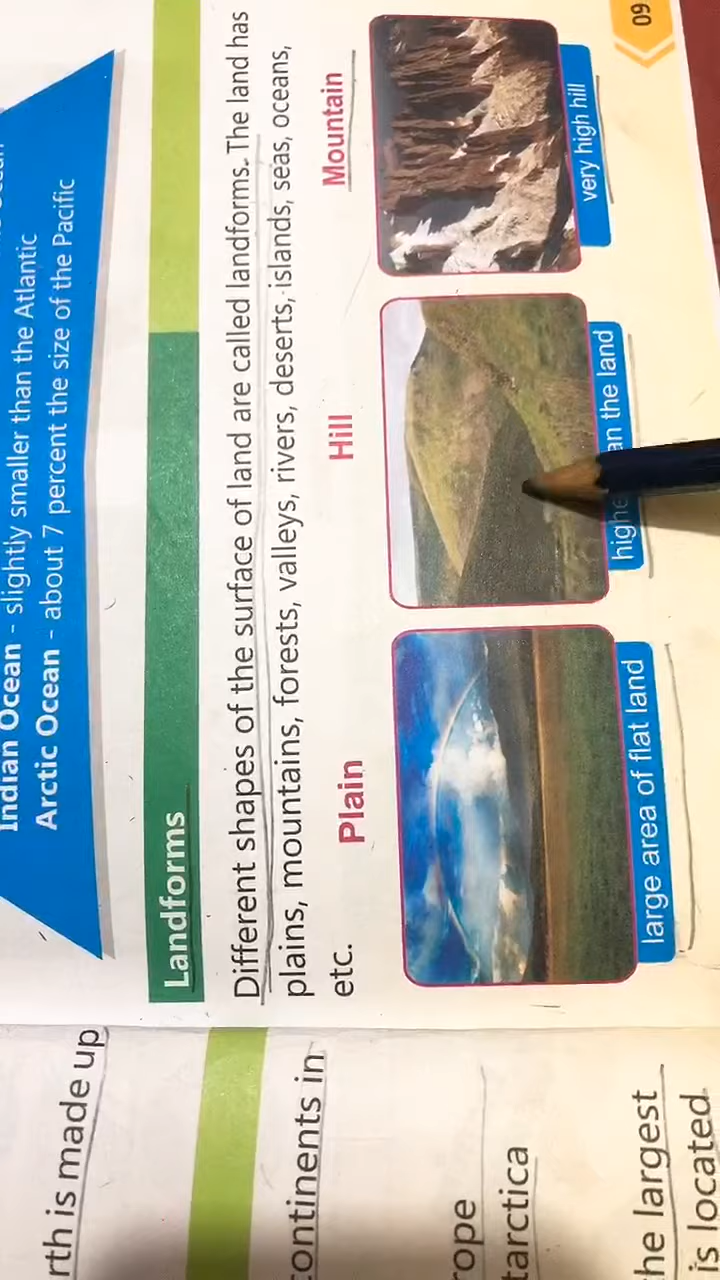 Indian Ocean - slightly smaller than the Atlantic
Arctic Ocean - about 7 percent the size of the Pacific
Landforms
Different shapes of the surface of land are called landforms. The land has
plains, mountains, forests, valleys, rivers, deserts, islands, seas, oceans,
etc.
Plain
Hill
Mountain
large area of flat land
the land
very high hill
09
rth is made up
continents in
rope
tarctica
he largest
is located